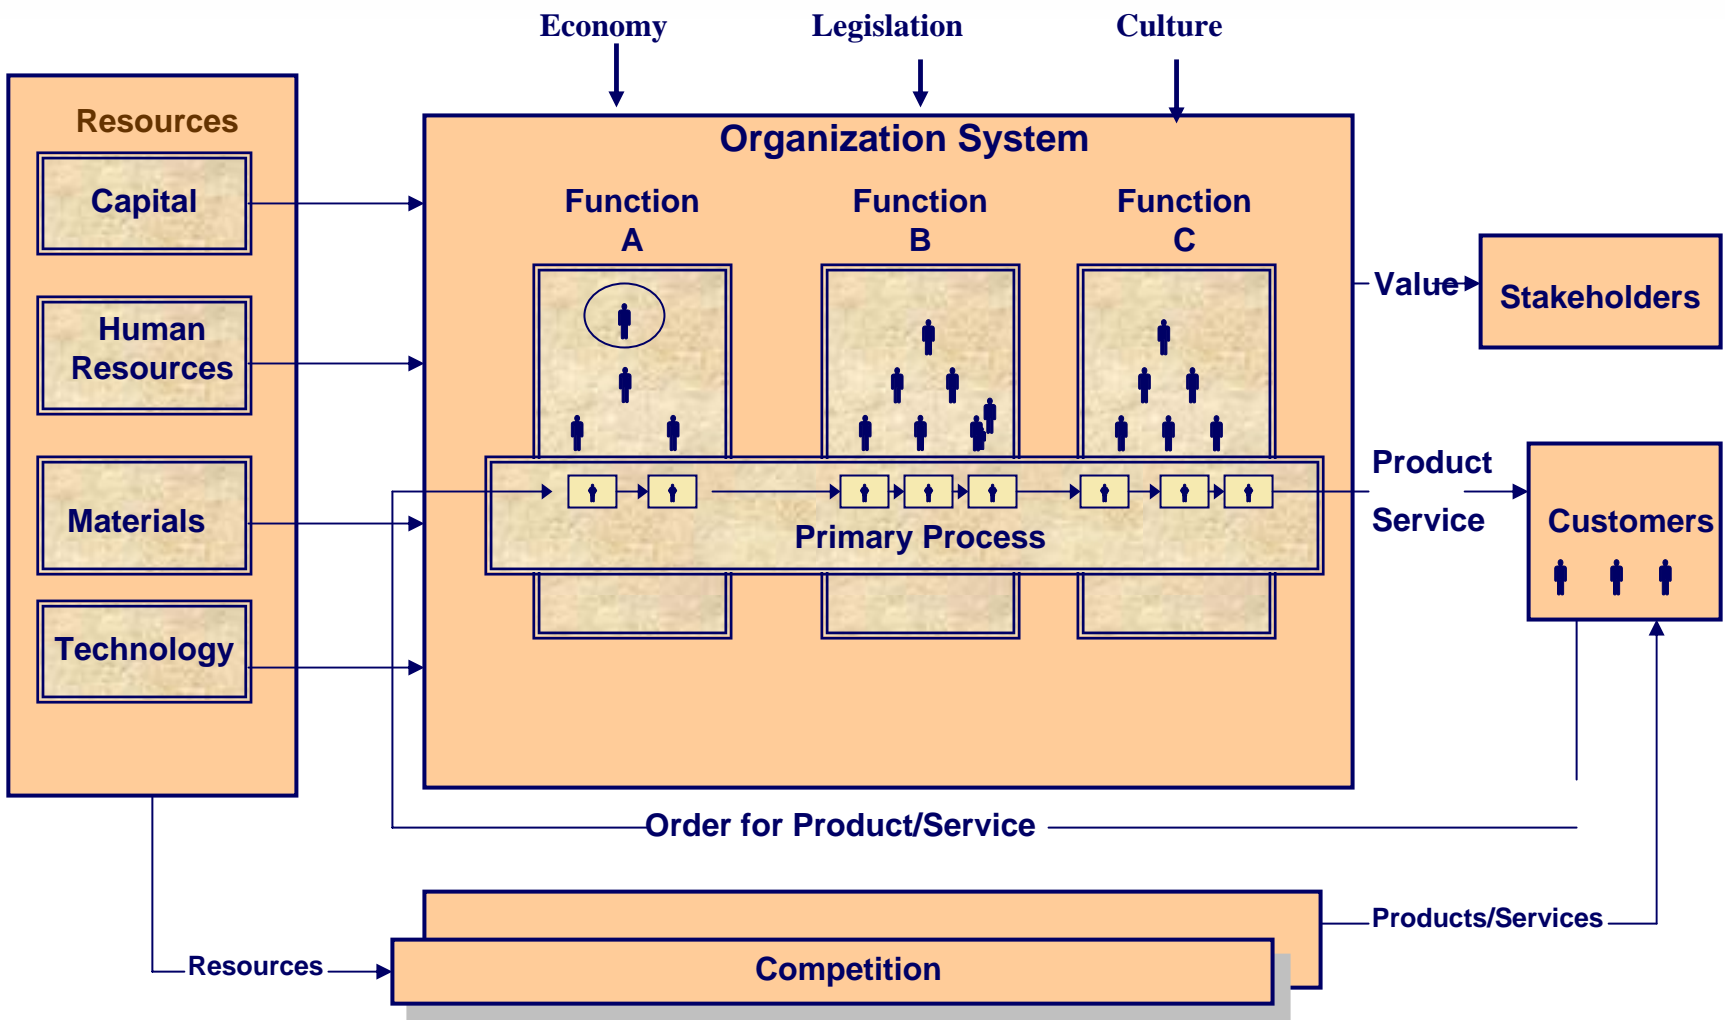 Economy
Legislation
Culture
Resources
Capital
Human
Resources
Materials
Technology
Organization System
Function
A
Function
B
Function
C
Primary Process
Value
Stakeholders
Product
Service
Customers
Order for Product/Service
Products/Services
Resources
Competition